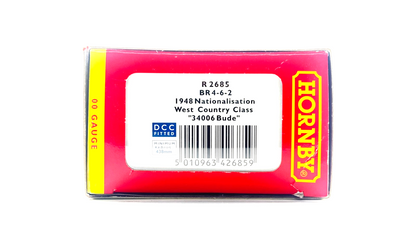 R 2685
BR 4-6-2
1948 Nationalisation
West Country Class
"34006 Bude"
DCC
FITTED
5 010963 426859
00 GAUGE
HORNBY
®